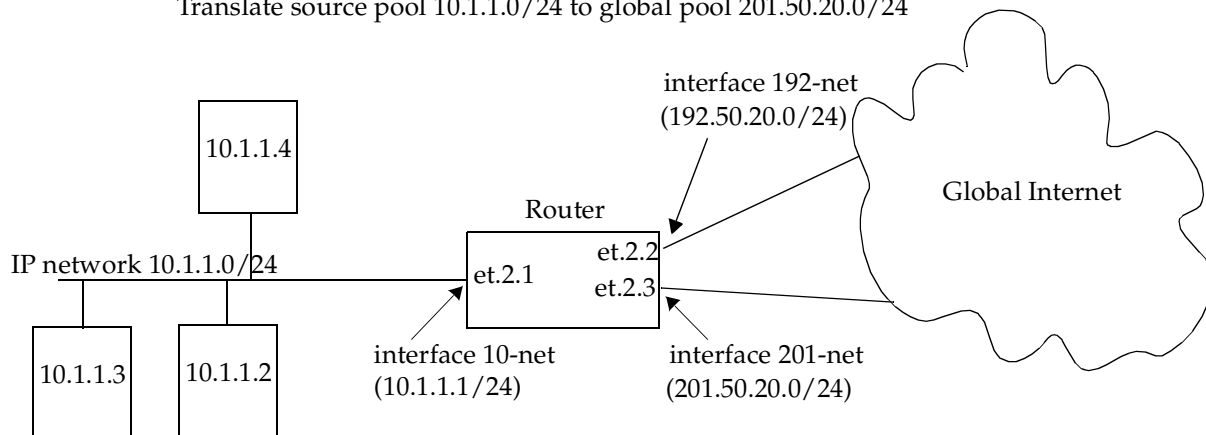 Translate source pool 10.1.1.0/24 to global pool 201.50.20.0/24
interface 192-net
(192.50.20.0/24)
10.1.1.4
Global Internet
Router
et.2.2
IP network 10.1.1.0/24
et.2.1
et.2.3
interface 10-net
(10.1.1.1/24)
interface 201-net
(201.50.20.0/24)
10.1.1.3
10.1.1.2